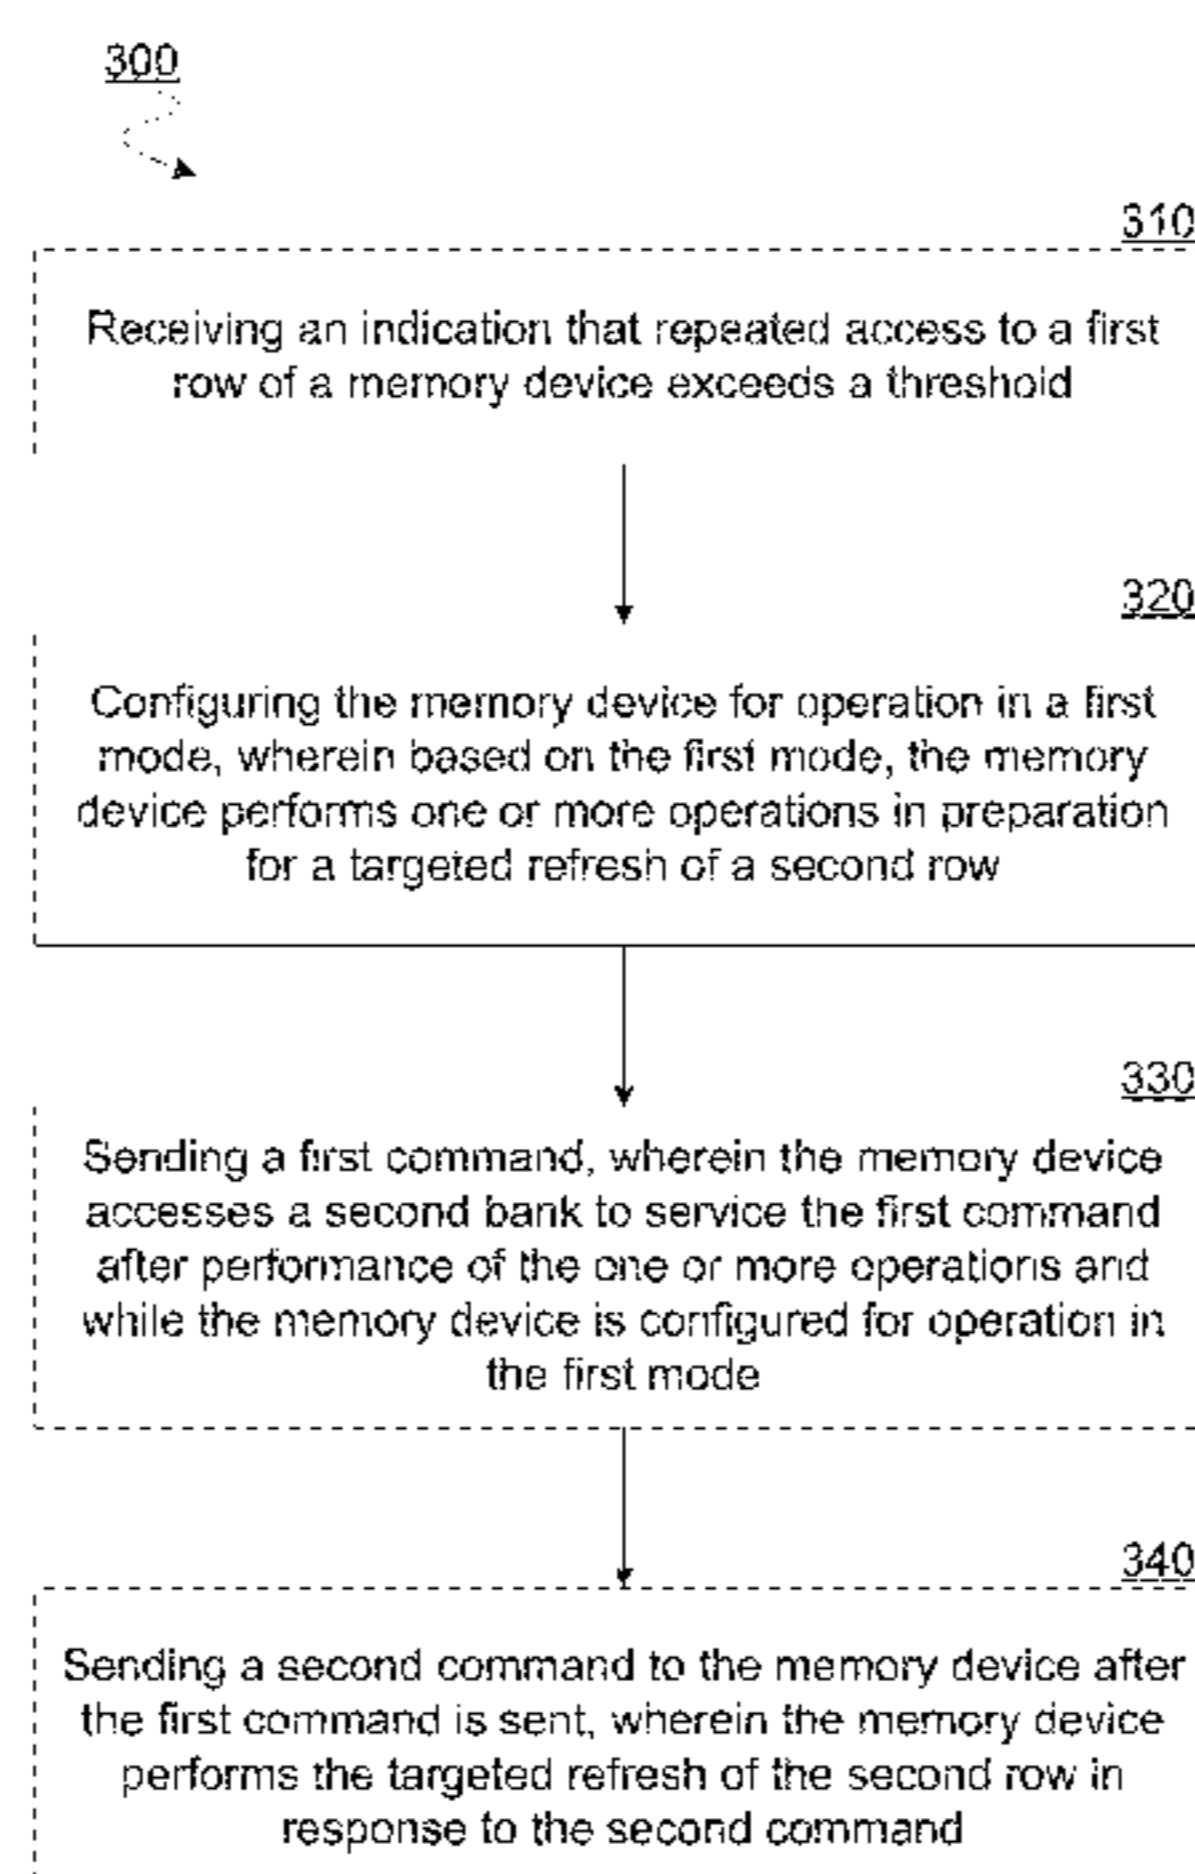 300
310
Receiving an indication that repeated access to a first
row of a memory device exceeds a threshold
320
Configuring the memory device for operation in a first
mode, wherein based on the first mode, the memory
device performs one or more operations in preparation
for a targeted refresh of a second row
330
Sending a first command, wherein the memory device
accesses a second bank to service the first command
after performance of the one or more operations and
while the memory device is configured for operation in
the first mode
340
Sending a second command to the memory device after
the first command is sent, wherein the memory device
performs the targeted refresh of the second row in
response to the second command